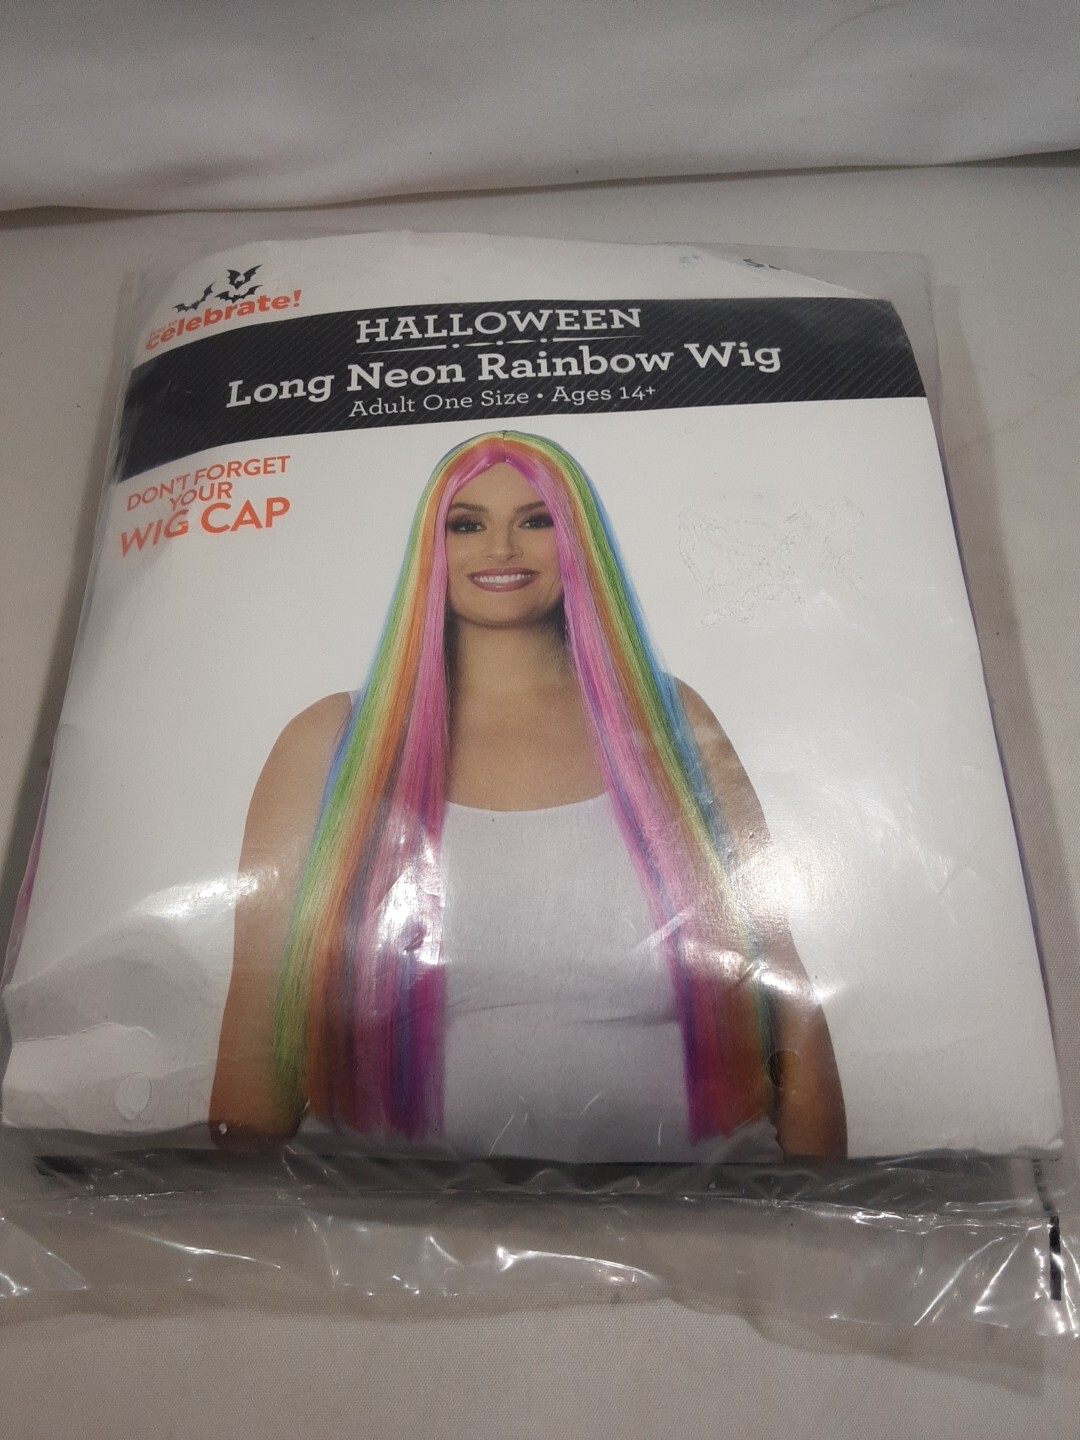 celebrate!
HALLOWEEN
Long Neon Rainbow Wig
Adult One Size • Ages 14+
DON'T FORGET
YOUR
WIG CAP